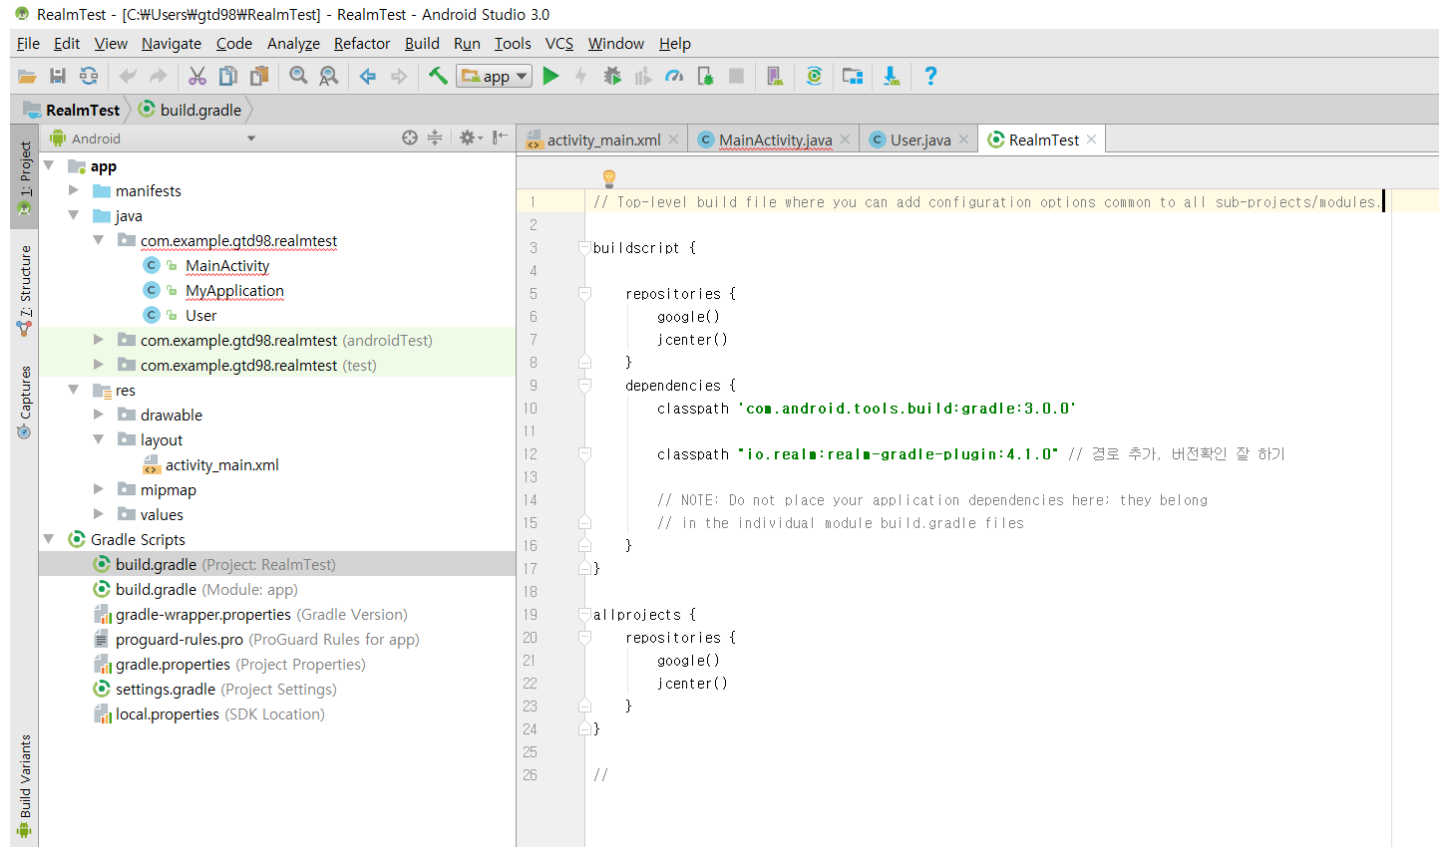 RealmTest - [C:₩Users₩gtd98₩RealmTest] - RealmTest - Android Studio 3.0
File Edit View Navigate Code Analyze Refactor Build Run Tools VCS Window Help
app
RealmTest build.gradle
Android
activity_main.xml MainActivity.java User.java RealmTest
1: Project
7: Structure
Captures
Build Variants
app
manifests
java
com.example.gtd98.realmtest
MainActivity
MyApplication
User
com.example.gtd98.realmtest (androidTest)
com.example.gtd98.realmtest (test)
res
drawable
layout
activity_main.xml
mipmap
values
Gradle Scripts
build.gradle (Project: RealmTest)
build.gradle (Module: app)
gradle-wrapper.properties (Gradle Version)
proguard-rules.pro (ProGuard Rules for app)
gradle.properties (Project Properties)
settings.gradle (Project Settings)
local.properties (SDK Location)
1 // Top-level build file where you can add configuration options common to all sub-projects/modules.
2
3 buildscript {
4
5 repositories {
6 google()
7 jcenter()
8 }
9 dependencies {
10 classpath 'com.android.tools.build:gradle:3.0.0'
11
12 classpath "io.realm:realm-gradle-plugin:4.1.0" // 경로 추가, 버전확인 잘 하기
13
14 // NOTE: Do not place your application dependencies here; they belong
15 // in the individual module build.gradle files
16 }
17 }
18
19 allprojects {
20 repositories {
21 google()
22 jcenter()
23 }
24 }
25
26 //